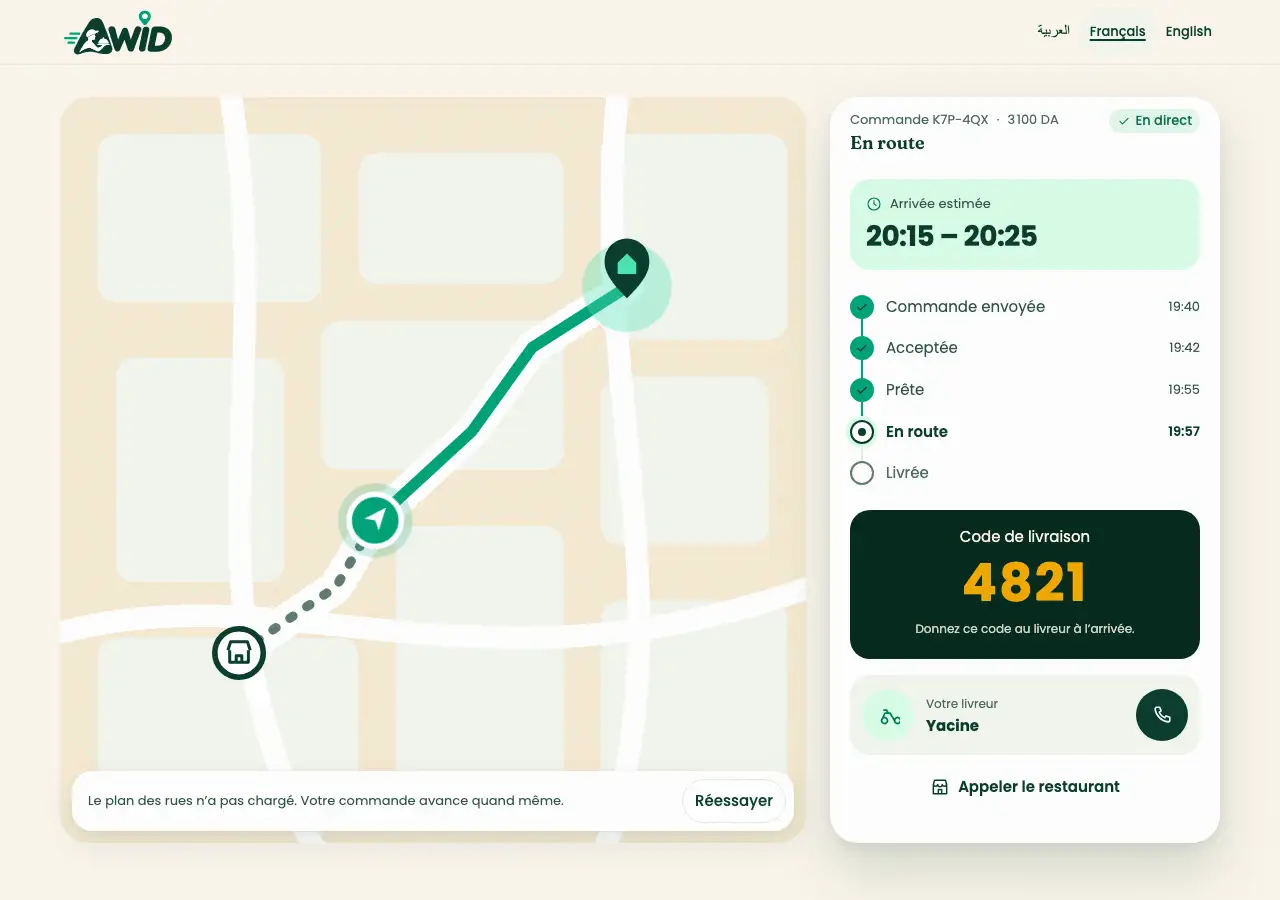 AWID
العربية
Français
English
Commande K7P-4QX · 3100 DA
En direct
En route
Arrivée estimée
20:15 – 20:25
Commande envoyée 19:40
Acceptée 19:42
Prête 19:55
En route 19:57
Livrée
Code de livraison
4821
Donnez ce code au livreur à l’arrivée.
Votre livreur
Yacine
Appeler le restaurant
Le plan des rues n’a pas chargé. Votre commande avance quand même.
Réessayer